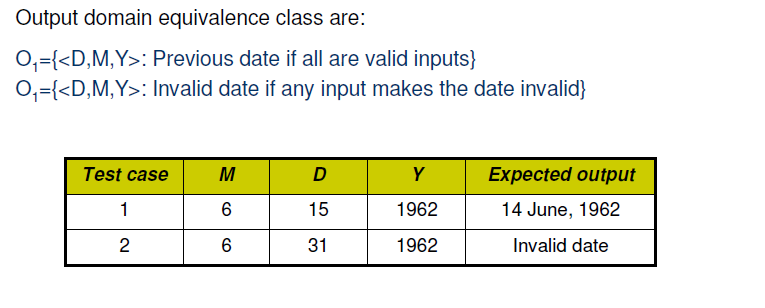 Output domain equivalence class are:
O₁={<D,M,Y>: Previous date if all are valid inputs}
O₁={<D,M,Y>: Invalid date if any input makes the date invalid}
Test case M D Y Expected output
1 6 15 1962 14 June, 1962
2 6 31 1962 Invalid date